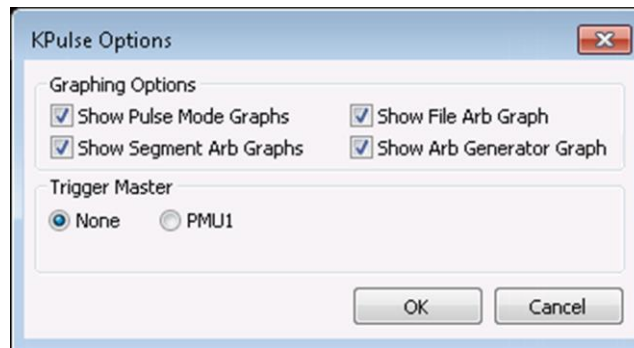 KPulse Options
Graphing Options
Show Pulse Mode Graphs Show File Arb Graph
Show Segment Arb Graphs Show Arb Generator Graph
Trigger Master
None PMU1
OK Cancel